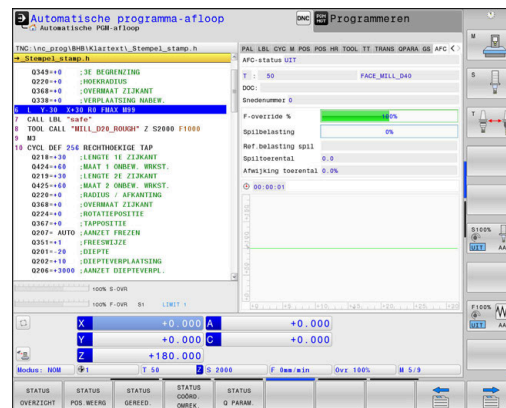 Automatische programma-afloop
Automatische PGM-afloop
DNC
Programmeren
TNC:\nc_prog\BHB\Klartext\_Stempel_stamp.h
→_Stempel_stamp.h
Q349=+0 ;3E BEGRENZING
Q220=+0 ;HOEKRADIUS
Q368=+0 ;OVERMAAT ZIJKANT
Q338=+0 ;VERPLAATSING NABEW.
6 L Y-30 X+30 R0 FMAX M99
7 CALL LBL "safe"
8 TOOL CALL "MILL_D20_ROUGH" Z S2000 F1000
9 M3
10 CYCL DEF 256 RECHTHOEKIGE TAP
Q218=+30 ;LENGTE 1E ZIJKANT
Q424=+60 ;MAAT 1 ONBEW. WRKST.
Q219=+30 ;LENGTE 2E ZIJKANT
Q425=+60 ;MAAT 2 ONBEW. WRKST.
Q220=+0 ;RADIUS / AFKANTING
Q368=+0 ;OVERMAAT ZIJKANT
Q224=+0 ;ROTATIEPOSITIE
Q367=+0 ;TAPPOSITIE
Q207= AUTO ;AANZET FREZEN
Q351=+1 ;FREESWIJZE
Q201=-20 ;DIEPTE
Q202=+10 ;DIEPTEVERPLAATSING
Q206=+3000 ;AANZET DIEPTEVERPL.
100% S-OVR
100% F-OVR S1 LIMIT 1
PAL LBL CYC M POS POS HR TOOL TT TRANS QPARA GS AFC
AFC-status UIT
T : 50 FACE_MILL_D40
DOC:
Snedenummer 0
F-override % 100%
Spilbelasting 0%
Ref.belasting spil
Spiltoerental 0.0
Afwijking toerental 0.0%
00:00:01
X +0.000 A +0.000
Y +0.000 C +0.000
Z +180.000
Modus: NOM 1 T 50 Z S 2000 F 0mm/min Ovr 100% M 5/9
STATUS OVERZICHT
STATUS POS.WEERG
STATUS GEREED.
STATUS COÖRD. OMREK.
STATUS Q PARAM.
M
S
T
S100%
UIT AA
F100%
UIT AA